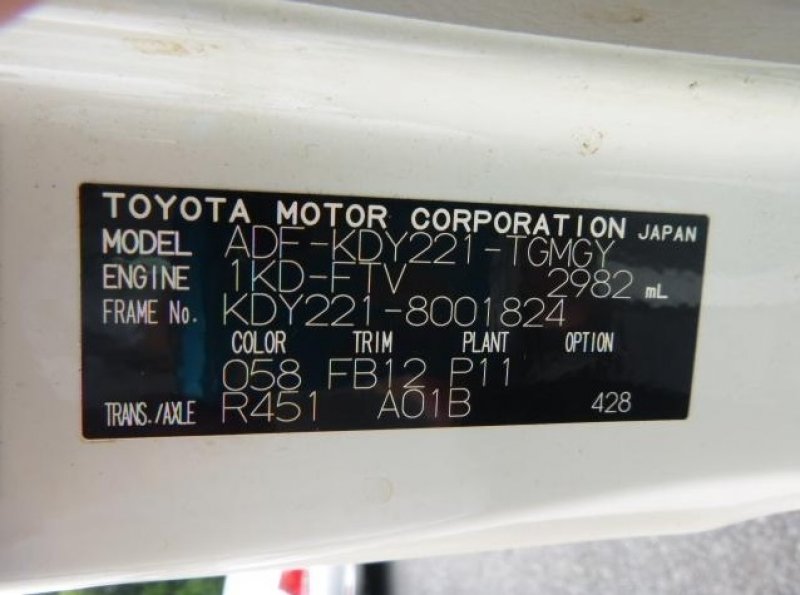 TOYOTA MOTOR CORPORATION JAPAN
MODEL ADF-KDY221-TGMGY
ENGINE 1KD-FTV 2982 mL
FRAME No. KDY221-8001824
COLOR TRIM PLANT OPTION
058 FB12 P11
TRANS./AXLE R451 A01B 428